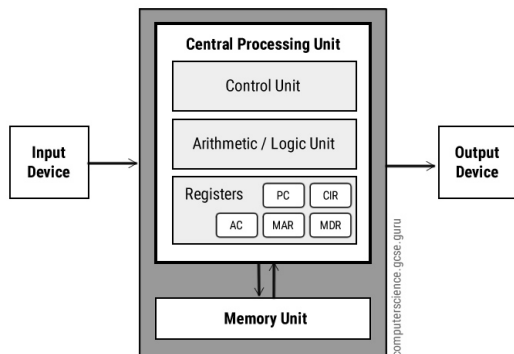 Central Processing Unit
Control Unit
Arithmetic / Logic Unit
Input
Device
Output
Device
Registers
PC
CIR
AC
MAR
MDR
Memory Unit
computerscience.gcse.guru